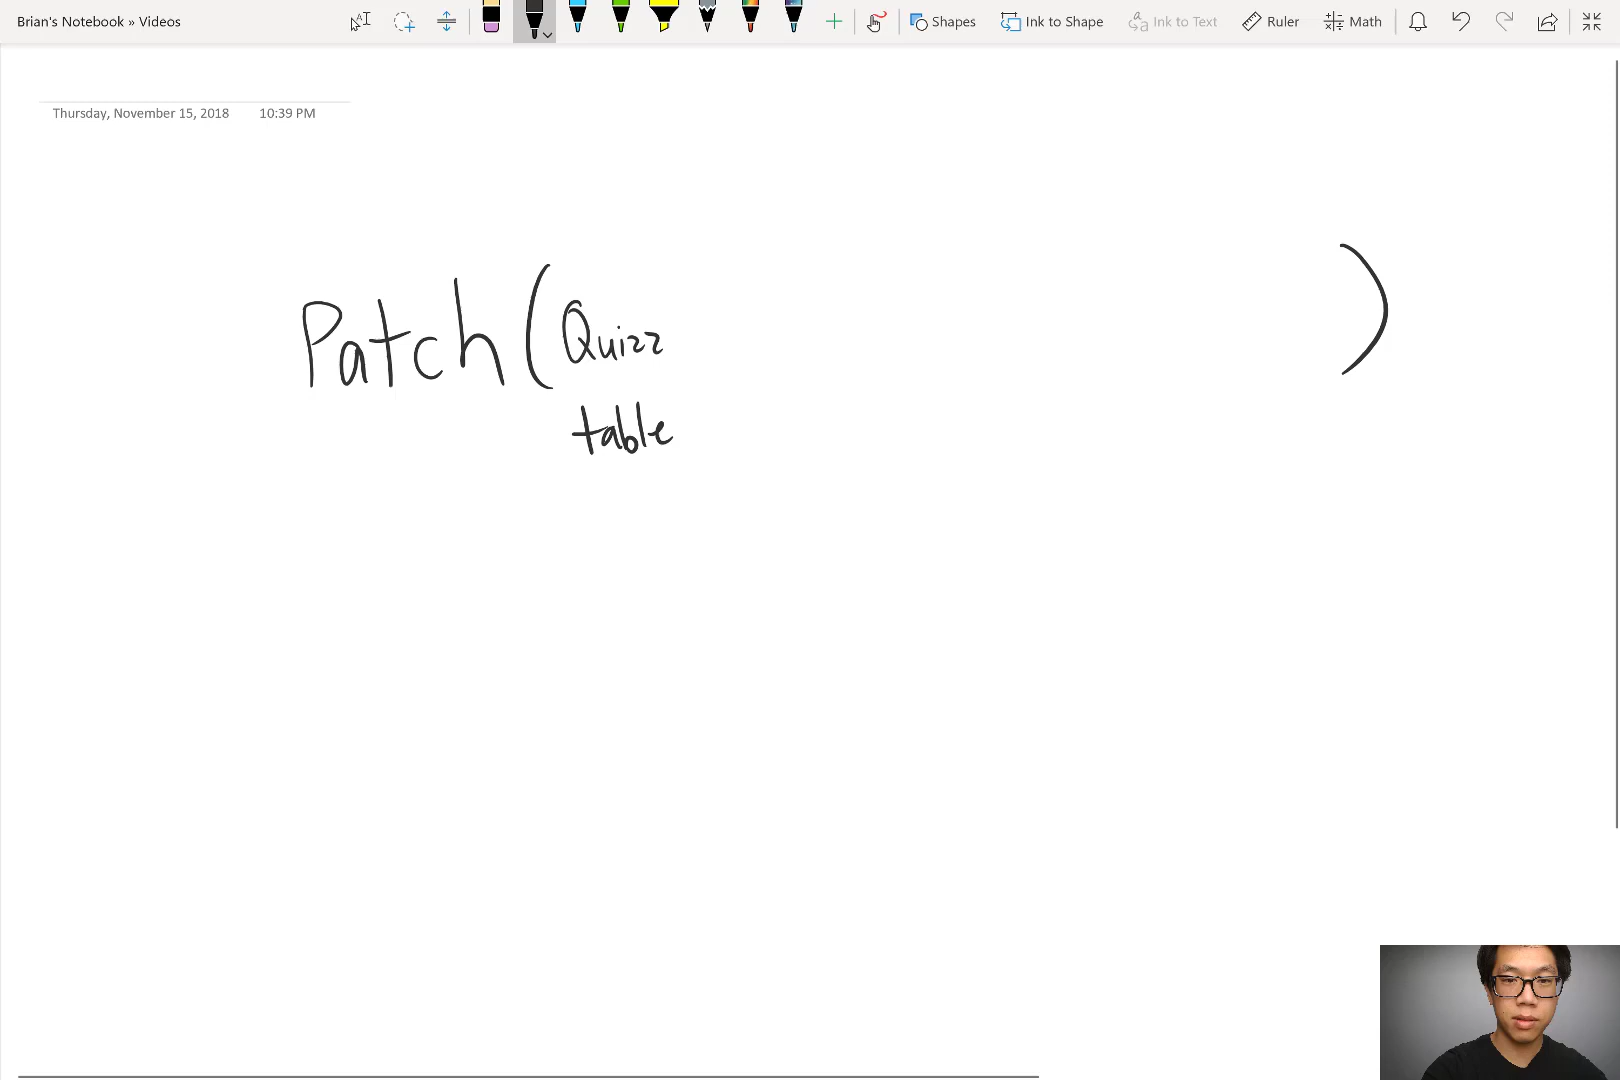 Brian's Notebook » Videos
Shapes
Ink to Shape
Ink to Text
Ruler
Math
Thursday, November 15, 2018 10:39 PM
Patch(Quizz )
table